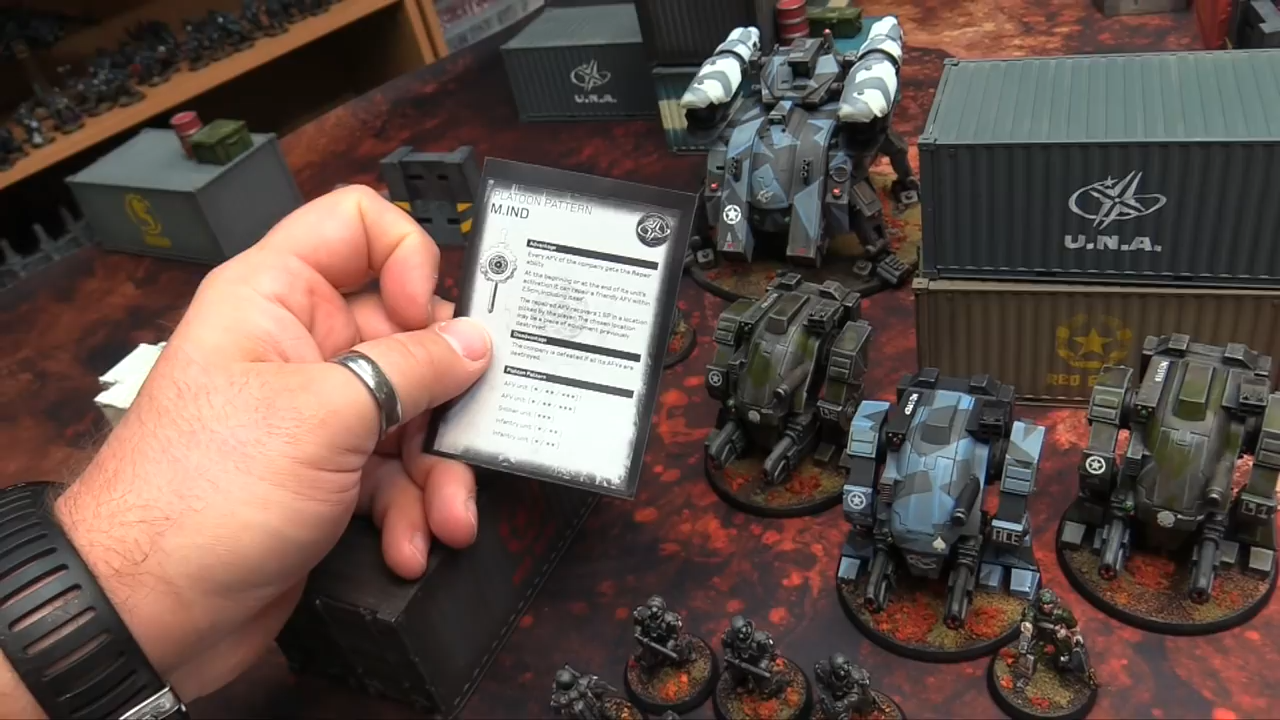 PLATOON PATTERN
M.IND
Advantage
Every AFV of the company gets the Repair
ability.
At the beginning or at the end of its unit's
activation it can repair a friendly AFV within
2.5cm, including itself.
The repaired AFV recovers 1 SP in a location
picked by the player. The chosen location
may be a piece of equipment previously
destroyed.
Disadvantage
The company is defeated if all its AFVs are
destroyed.
Platoon Pattern
AFV unit
AFV unit
Infantry unit
Infantry unit
U.N.A.
U.N.A.
RED
ACE